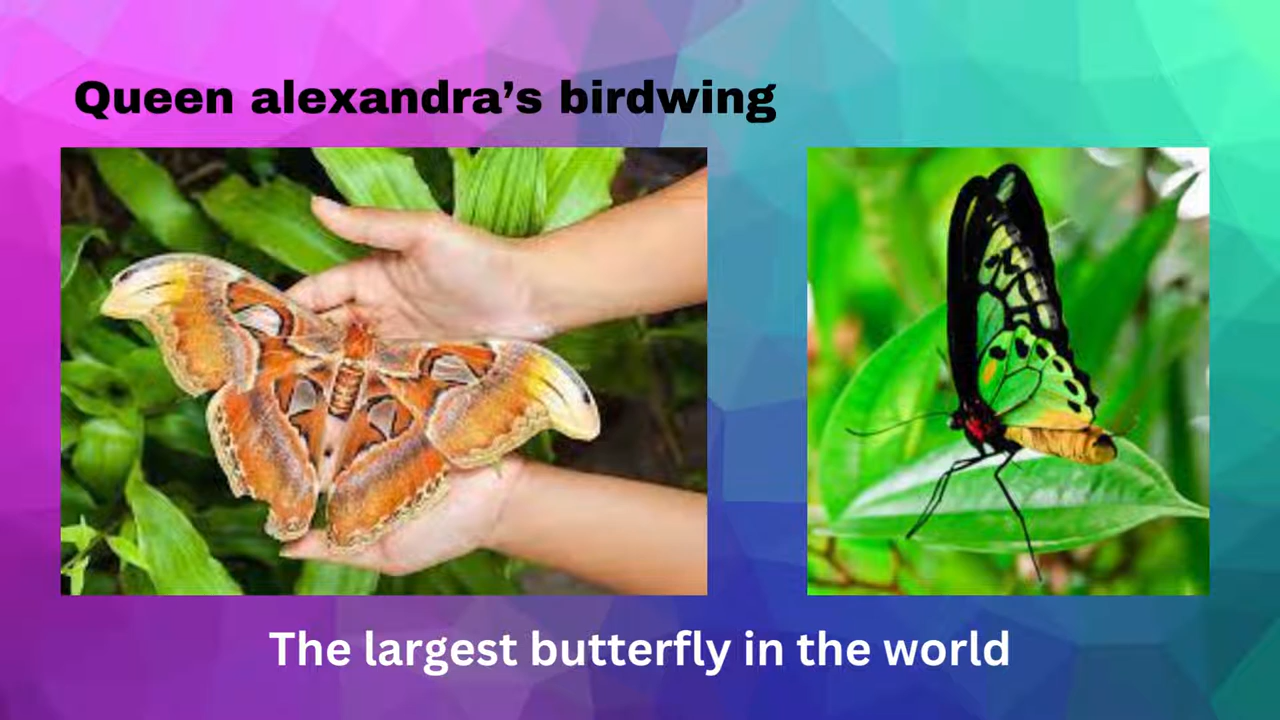 Queen alexandra’s birdwing
The largest butterfly in the world